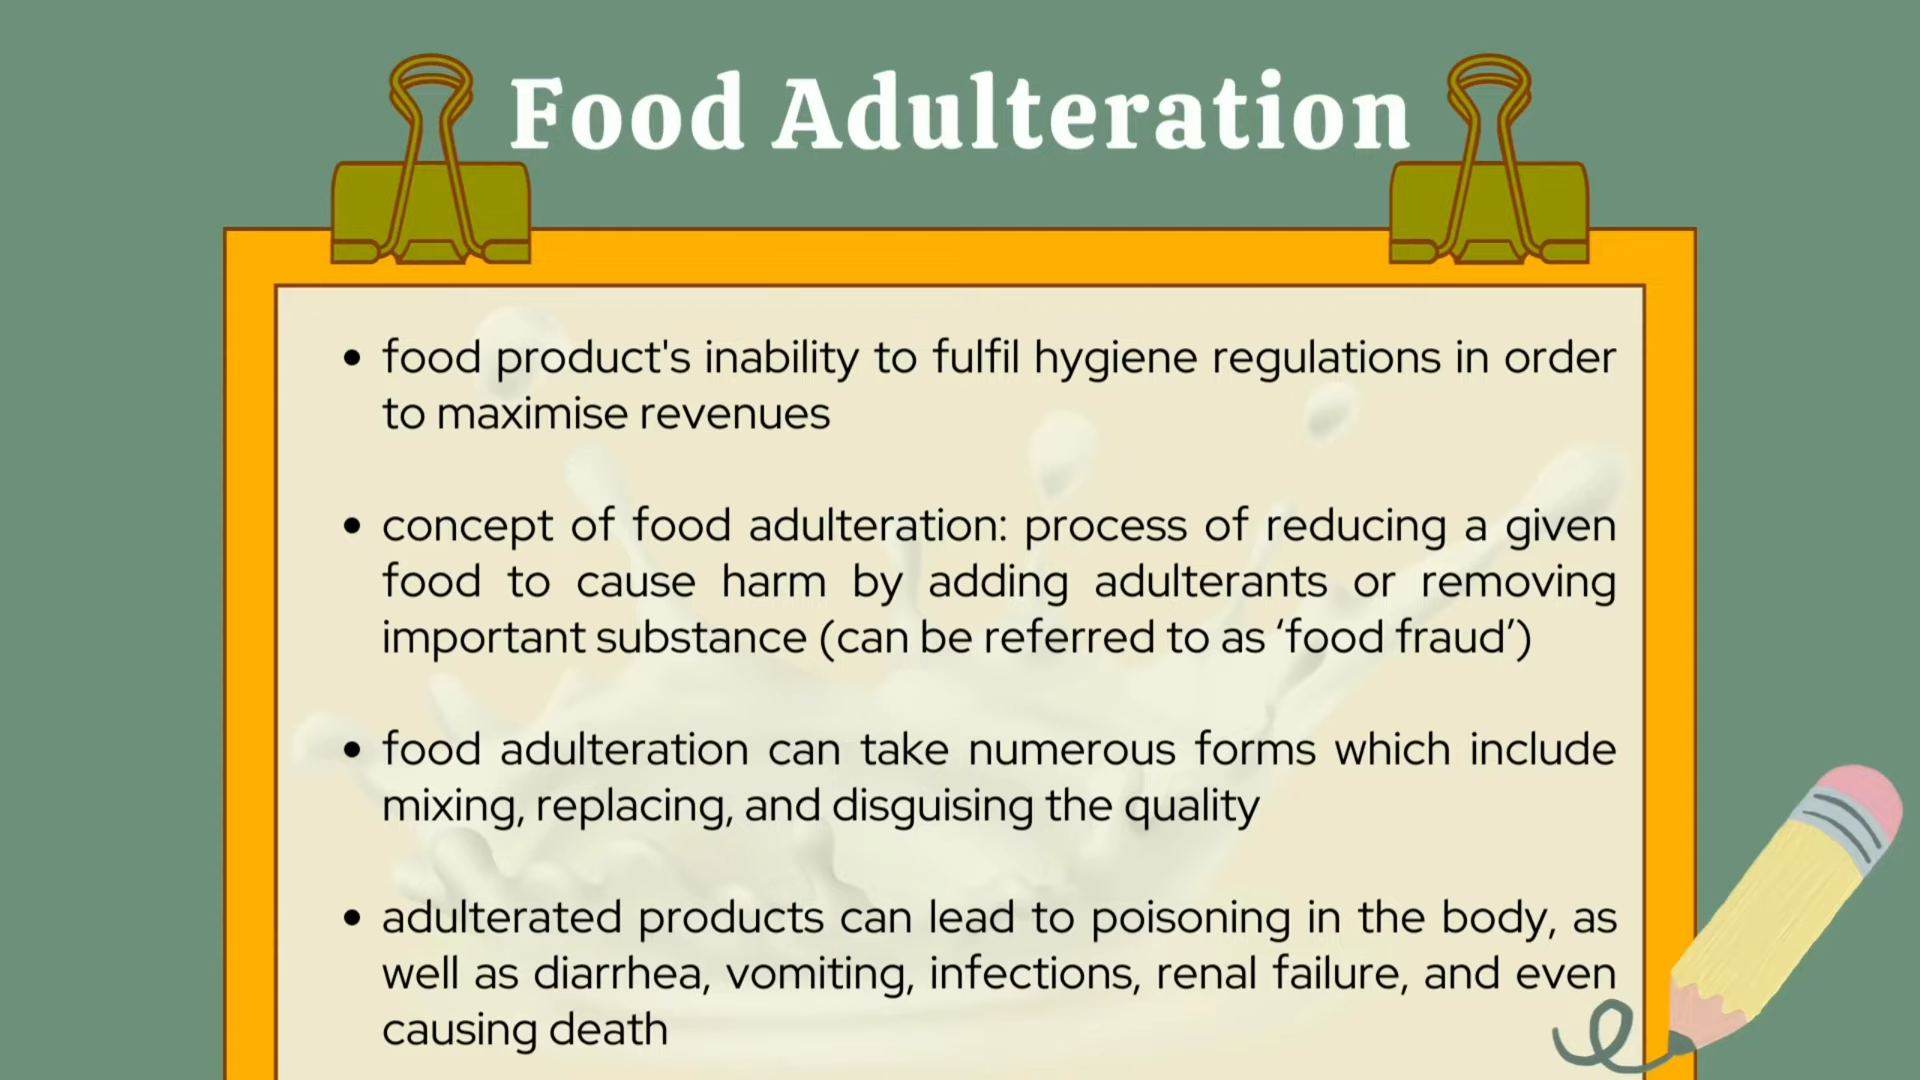 Food Adulteration
• food product's inability to fulfil hygiene regulations in order
to maximise revenues
• concept of food adulteration: process of reducing a given
food to cause harm by adding adulterants or removing
important substance (can be referred to as ‘food fraud’)
• food adulteration can take numerous forms which include
mixing, replacing, and disguising the quality
• adulterated products can lead to poisoning in the body, as
well as diarrhea, vomiting, infections, renal failure, and even
causing death